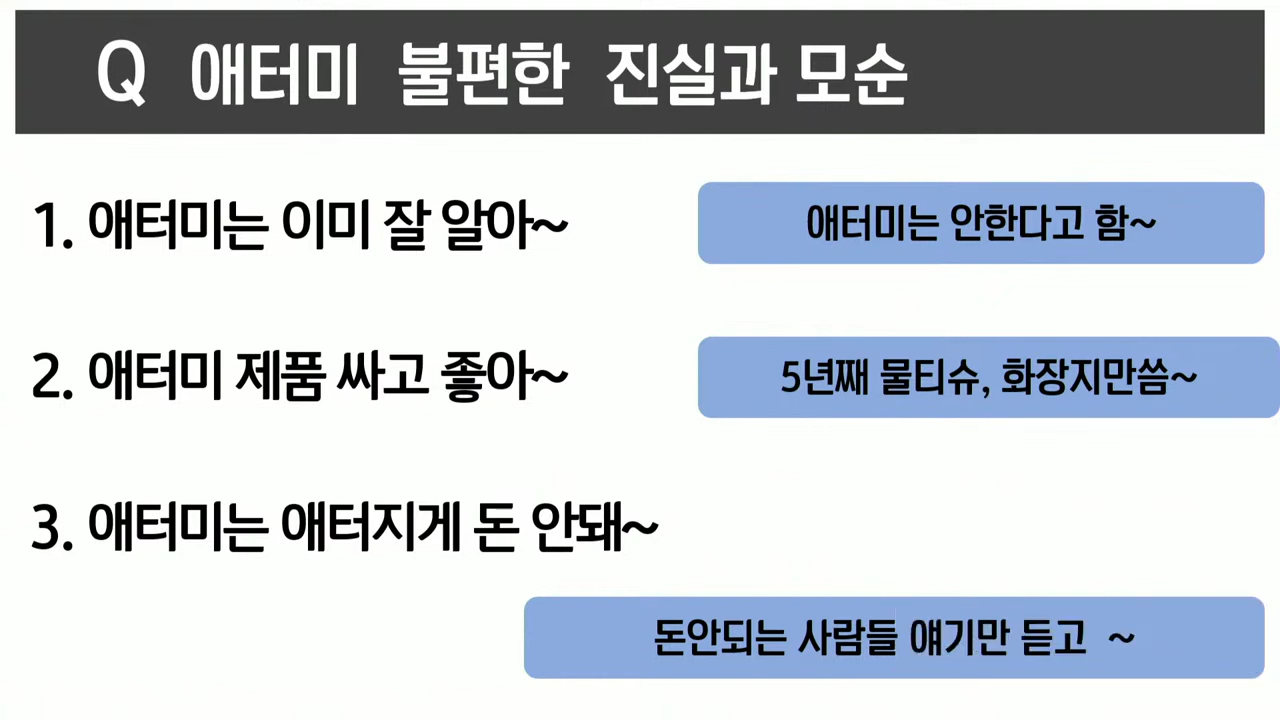 Q 애터미 불편한 진실과 모순
1. 애터미는 이미 잘 알아~
애터미는 안한다고 함~
2. 애터미 제품 싸고 좋아~
5년째 물티슈, 화장지만씀~
3. 애터미는 애터지게 돈 안돼~
돈안되는 사람들 얘기만 듣고 ~